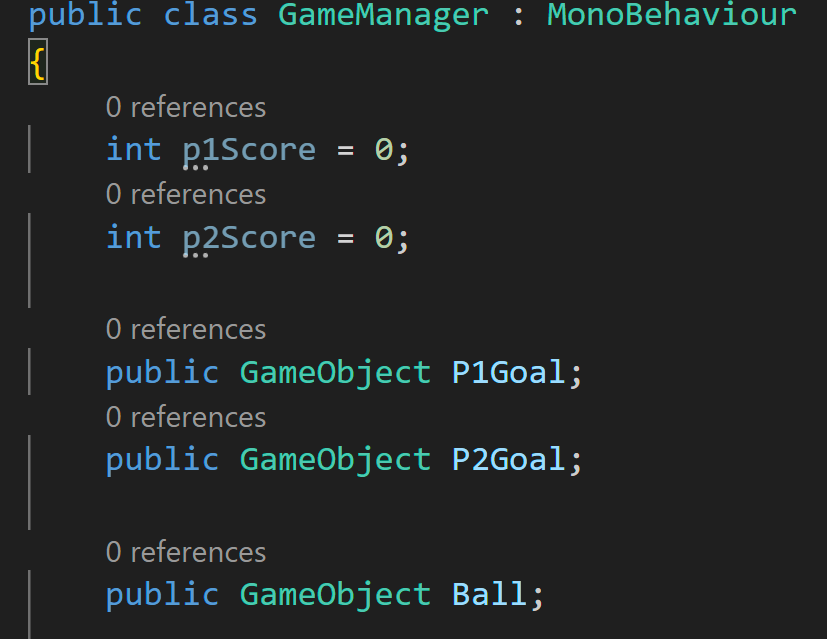 public class GameManager : MonoBehaviour
{
0 references
int p1Score = 0;
0 references
int p2Score = 0;
0 references
public GameObject P1Goal;
0 references
public GameObject P2Goal;
0 references
public GameObject Ball;